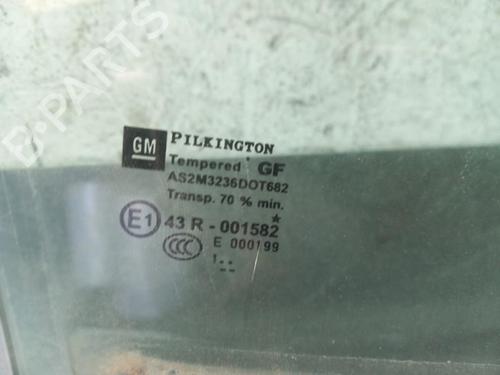 B-PARTS
GM PILKINGTON
Tempered GF
AS2M3236DOT682
Transp. 70 % min.
E1 43 R - 001582
CCC E 000199